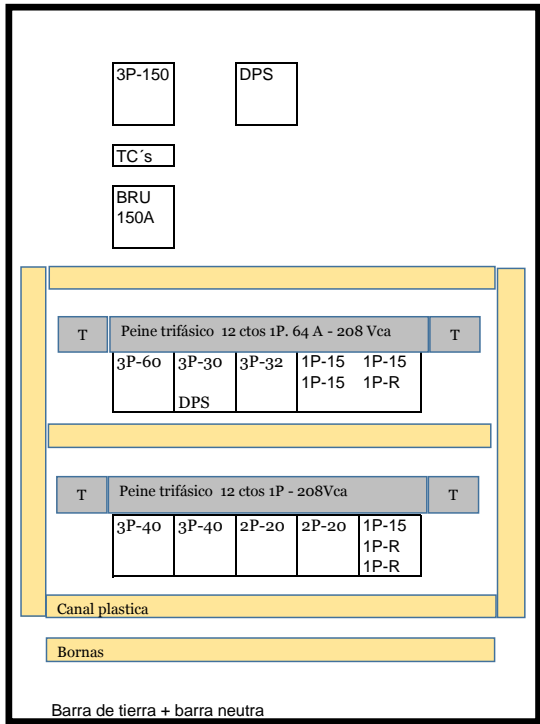 3P-150 DPS
TC´s
BRU
150A
T Peine trifásico 12 ctos 1P. 64 A - 208 Vca T
3P-60 3P-30 3P-32 1P-15 1P-15
1P-15 1P-R
DPS
T Peine trifásico 12 ctos 1P - 208Vca T
3P-40 3P-40 2P-20 2P-20 1P-15
1P-R
1P-R
Canal plastica
Bornas
Barra de tierra + barra neutra